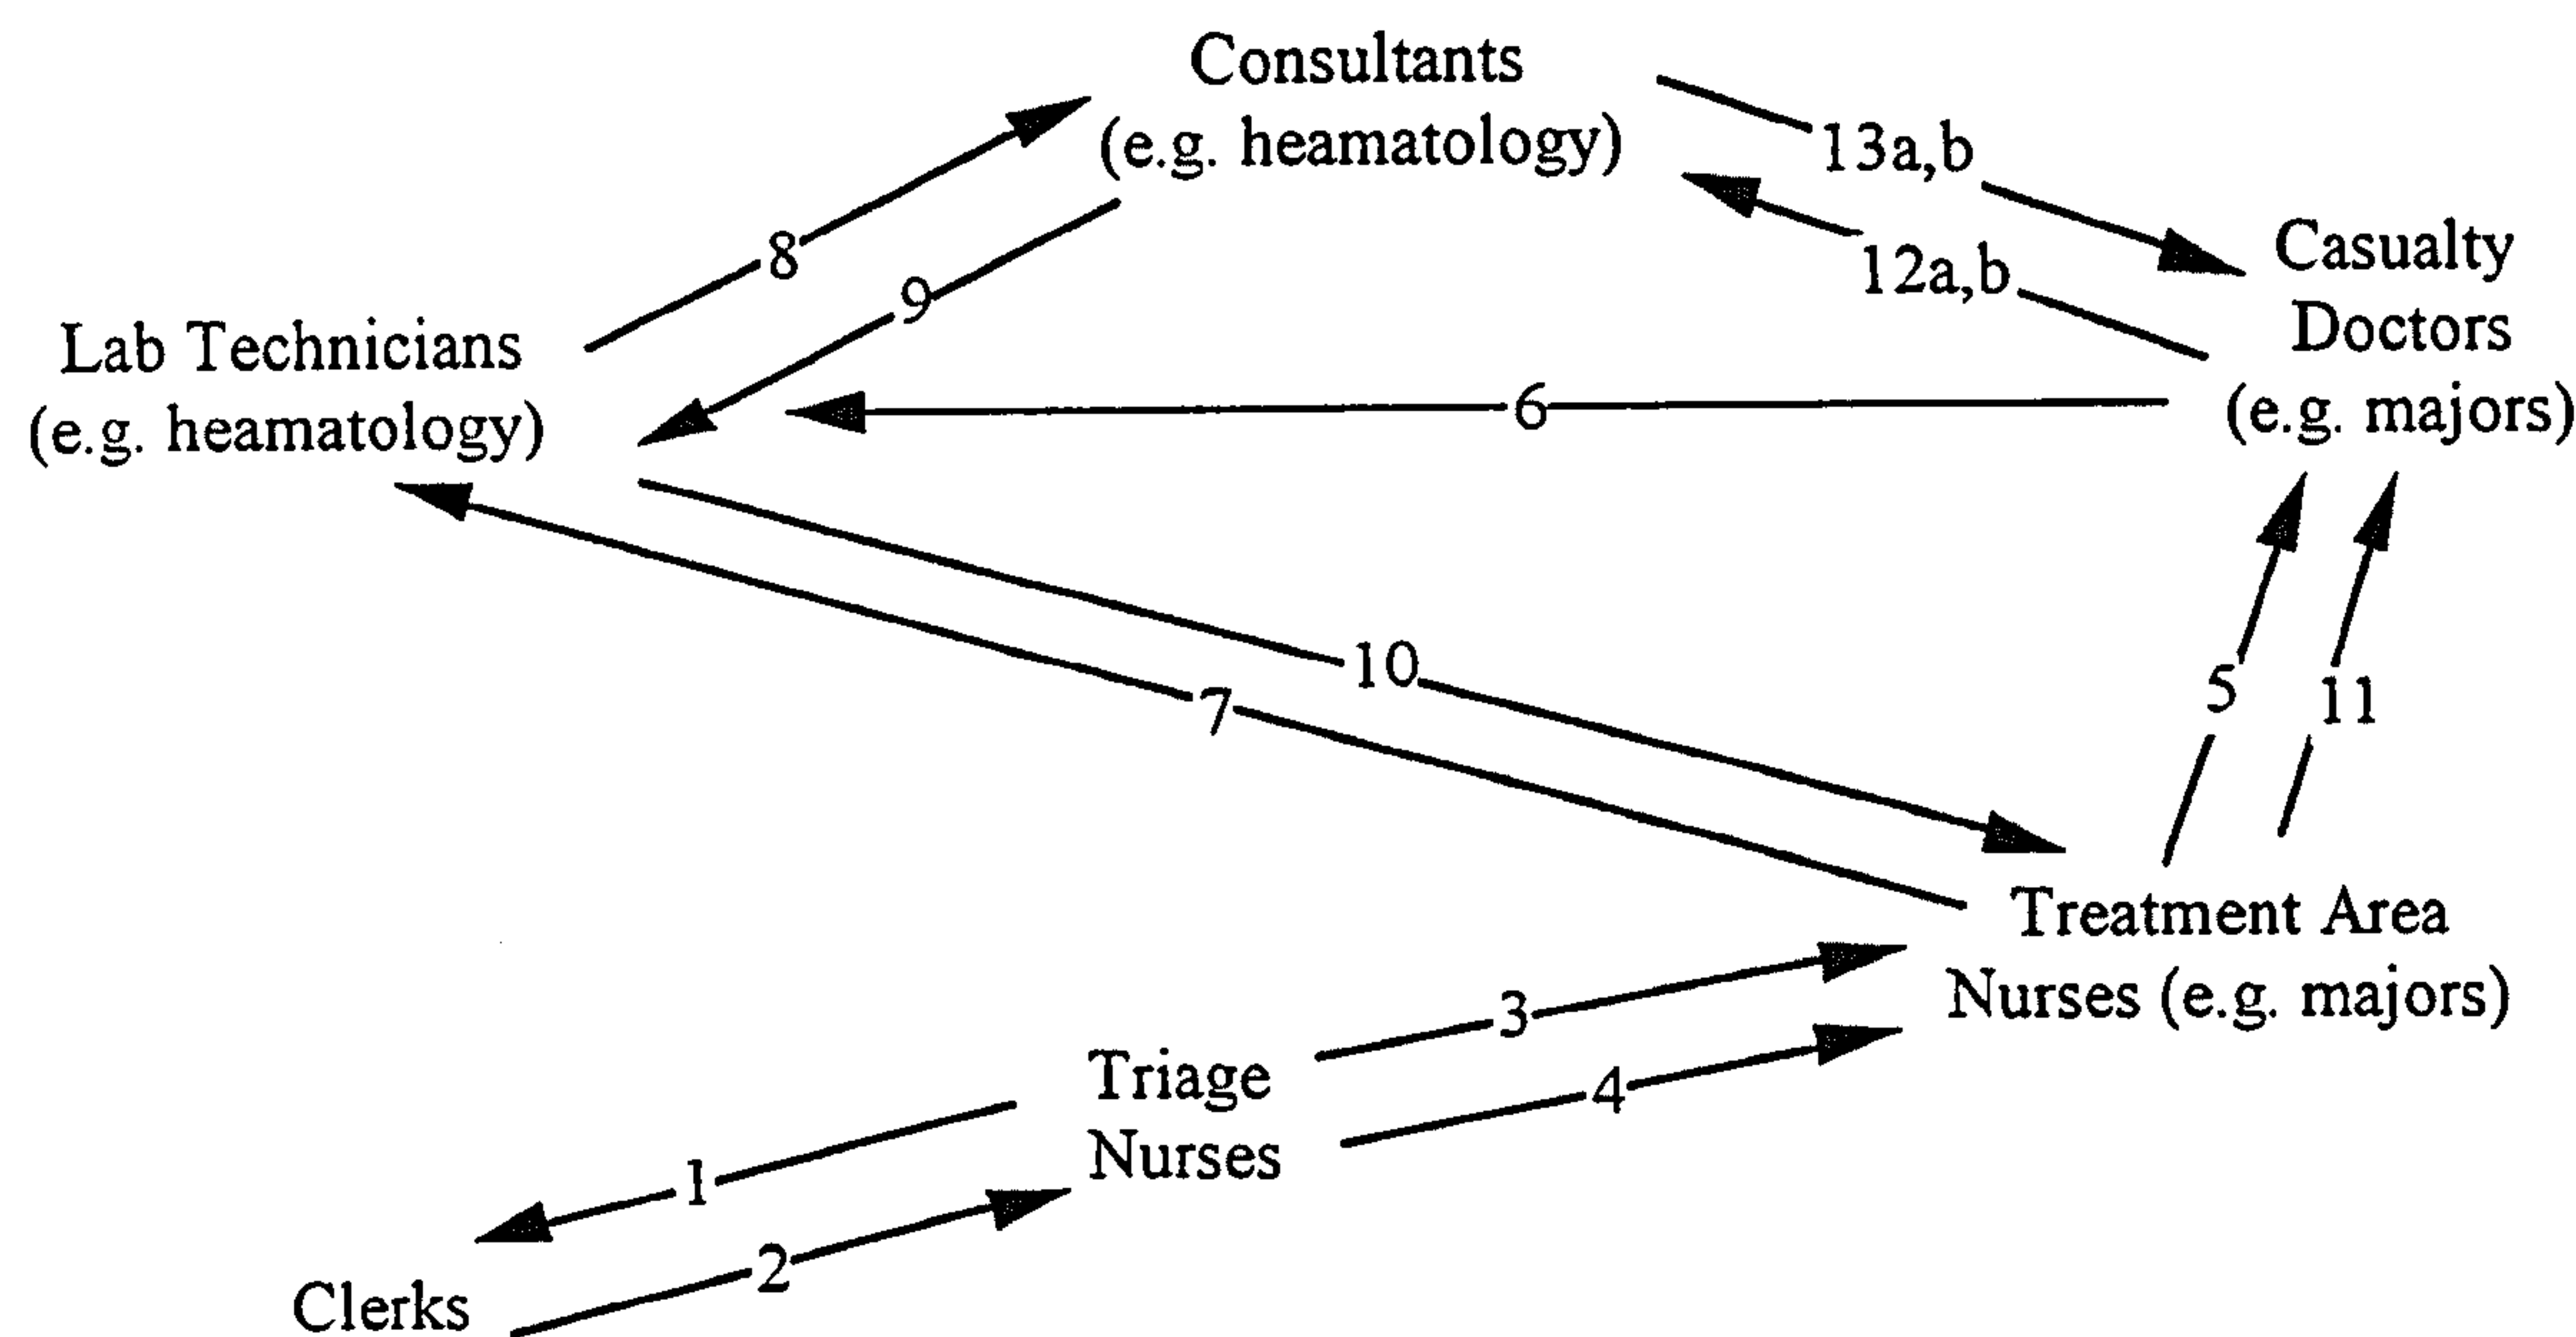 Consultants
(e.g. heamatology)
13a,b
8
12a,b
9
Casualty
Doctors
(e.g. majors)
Lab Technicians
(e.g. heamatology)
6
10
7
5
11
Treatment Area
Nurses (e.g. majors)
3
4
Triage
Nurses
1
2
Clerks